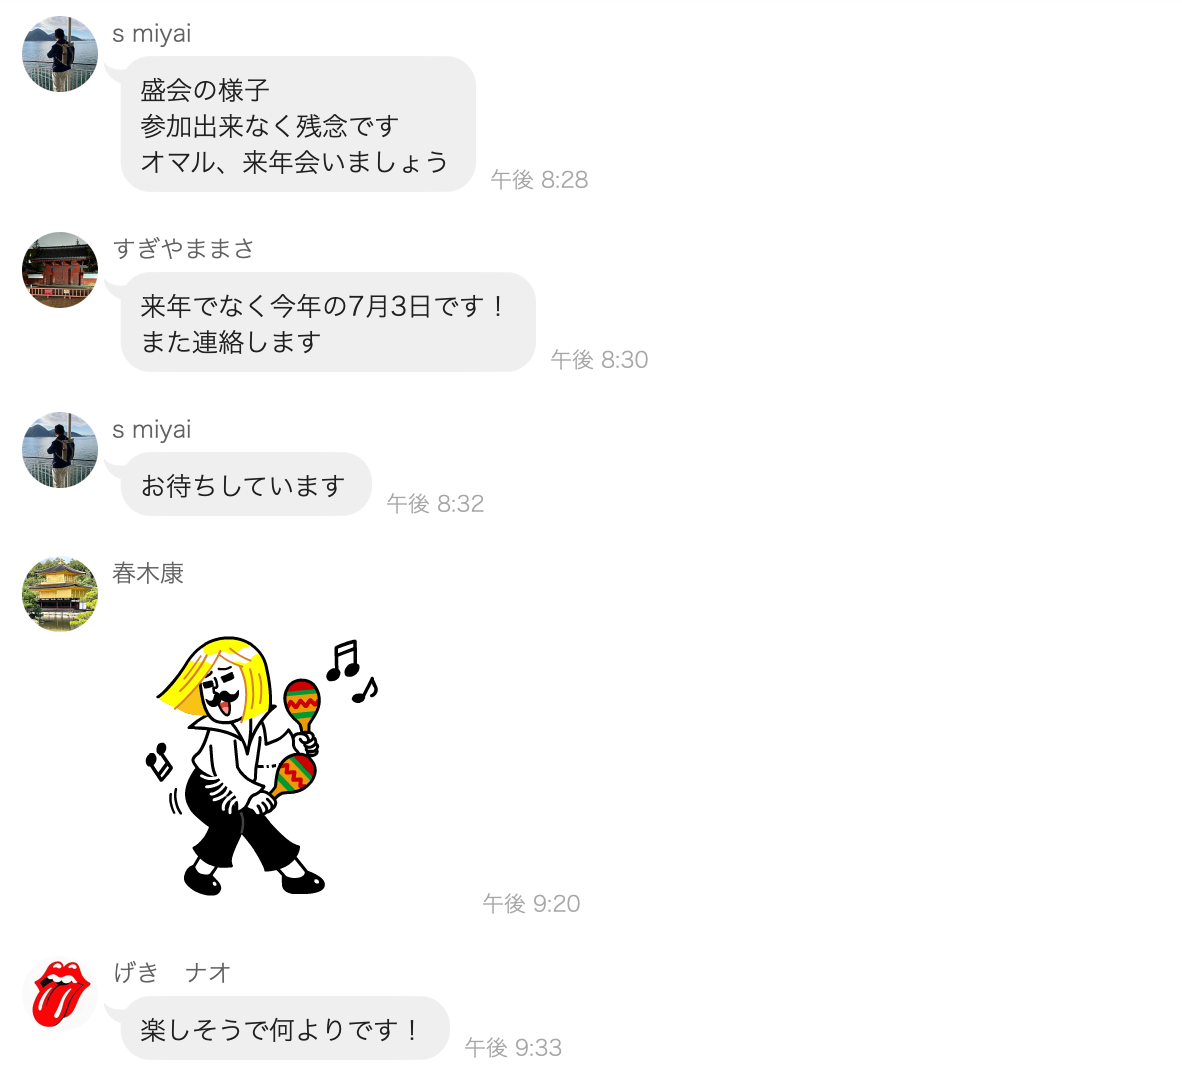 s miyai
盛会の様子
参加出来なく残念です
オマル、来年会いましょう
午後 8:28
すぎやままさ
来年でなく今年の7月3日です！
また連絡します
午後 8:30
s miyai
お待ちしています
午後 8:32
春木康
午後 9:20
げき　ナオ
楽しそうで何よりです！
午後 9:33